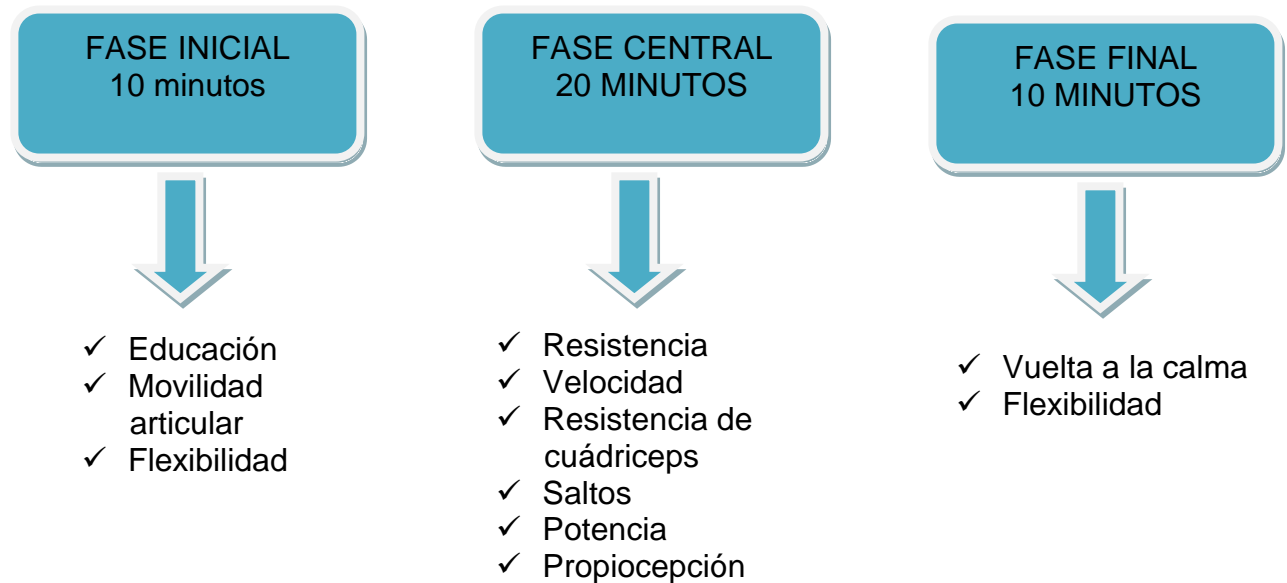 FASE INICIAL
10 minutos
✓ Educación
✓ Movilidad
articular
✓ Flexibilidad
FASE CENTRAL
20 MINUTOS
✓ Resistencia
✓ Velocidad
✓ Resistencia de
cuádriceps
✓ Saltos
✓ Potencia
✓ Propiocepción
FASE FINAL
10 MINUTOS
✓ Vuelta a la calma
✓ Flexibilidad